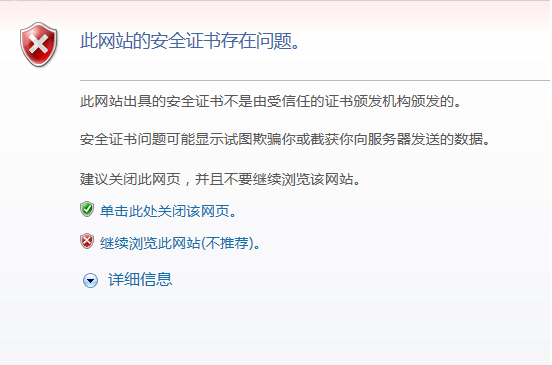 此网站的安全证书存在问题。
此网站出具的安全证书不是由受信任的证书颁发机构颁发的。
安全证书问题可能显示试图欺骗你或截获你向服务器发送的数据。
建议关闭此网页，并且不要继续浏览该网站。
单击此处关闭该网页。
继续浏览此网站(不推荐)。
详细信息